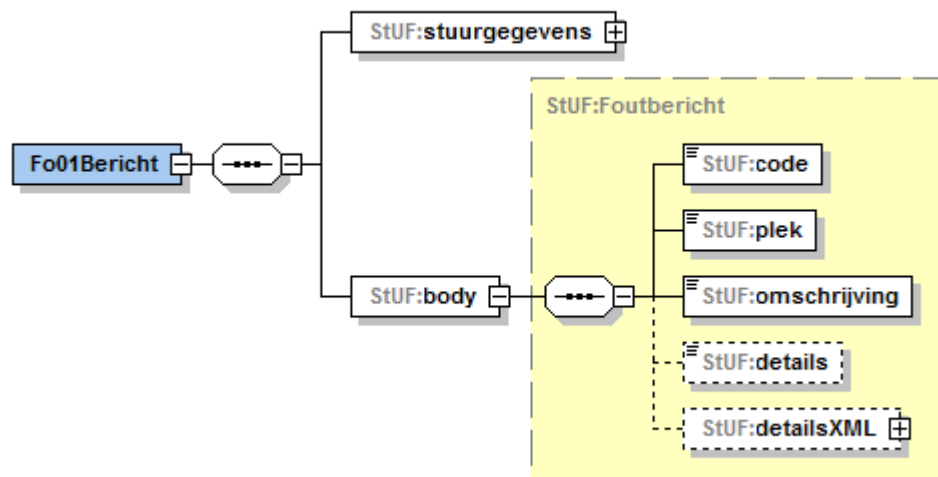 StUF:stuurgegevens
StUF:Foutbericht
Fo01Bericht
StUF:code
StUF:plek
StUF:body
StUF:omschrijving
StUF:details
StUF:detailsXML